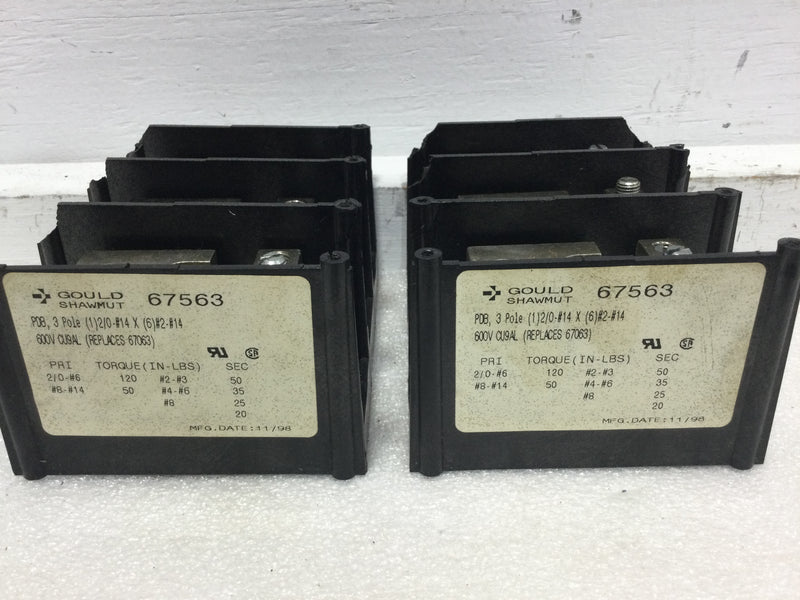 GOULD 67563
SHAWMUT
PDB, 3 Pole (1)2/0-#14 X (6)#2-#14
600V CU9AL (REPLACES 67063)
PRI TORQUE(IN-LBS) SEC
2/0-#6 120 #2-#3 50
#8-#14 50 #4-#6 35
#8 25
20
MFG.DATE:11/98
GOULD 67563
SHAWMUT
PDB, 3 Pole (1)2/0-#14 X (6)#2-#14
600V CU9AL (REPLACES 67063)
PRI TORQUE(IN-LBS) SEC
2/0-#6 120 #2-#3 50
#8-#14 50 #4-#6 35
#8 25
20
MFG.DATE:11/98